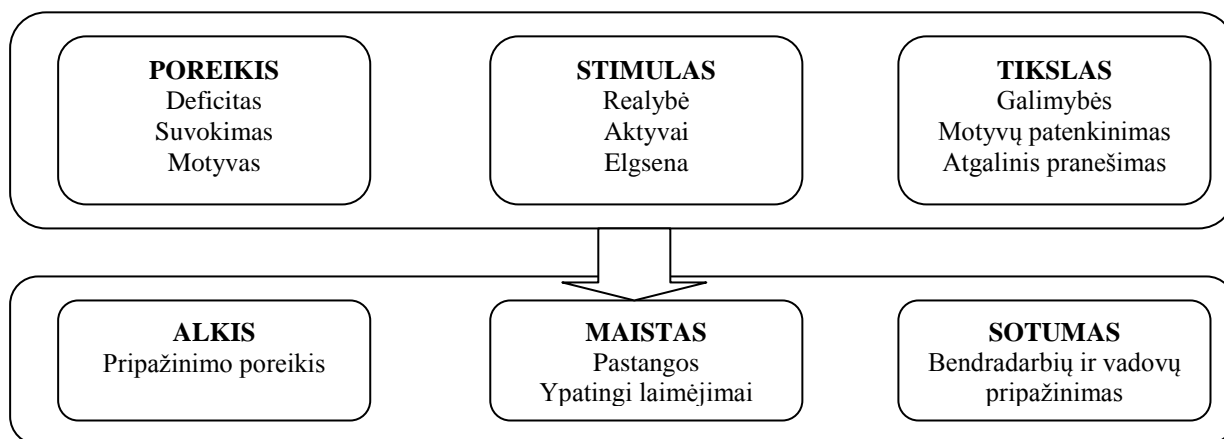 POREIKIS
Deficitas
Suvokimas
Motyvas
STIMULAS
Realybė
Aktyvai
Elgsena
TIKSLAS
Galimybės
Motyvų patenkinimas
Atgalinis pranešimas
ALKIS
Pripažinimo poreikis
MAISTAS
Pastangos
Ypatingi laimėjimai
SOTUMAS
Bendradarbių ir vadovų
pripažinimas